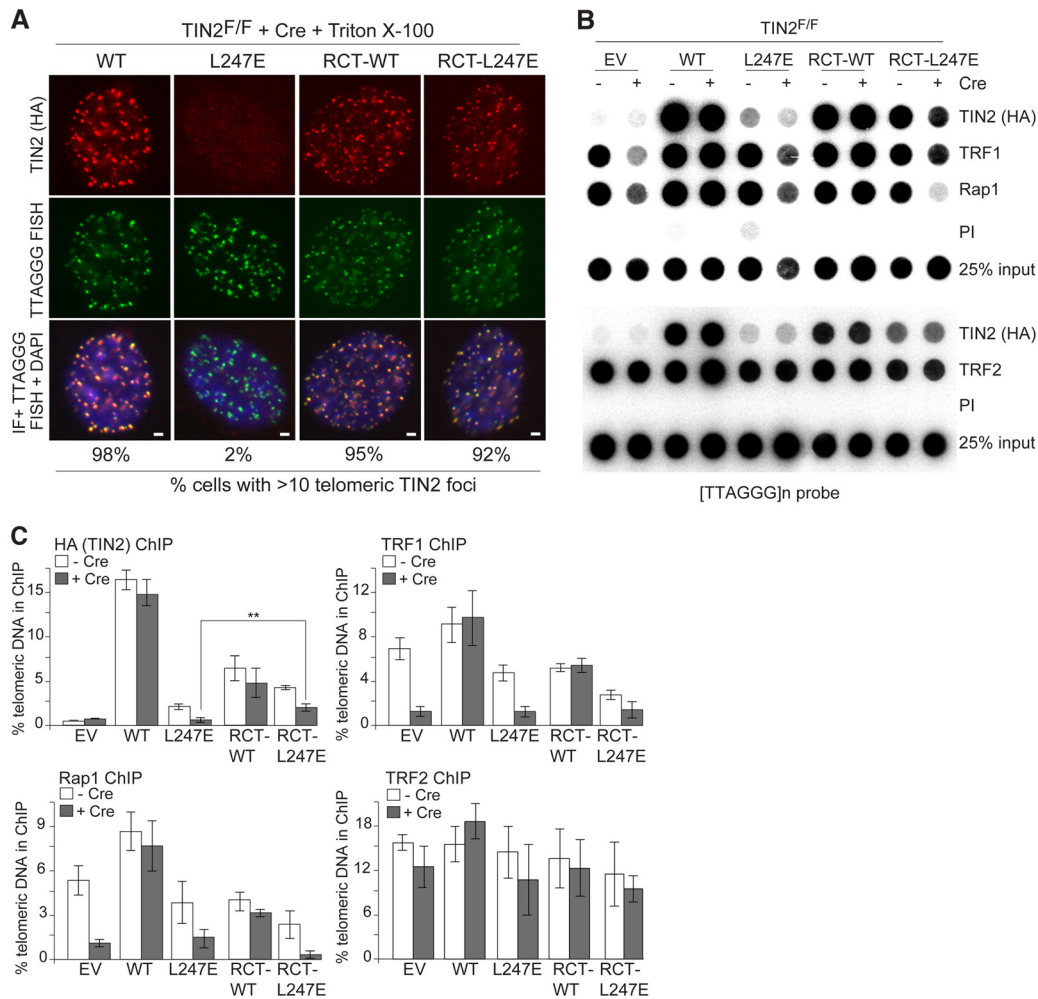 A
TIN2F/F + Cre + Triton X-100
WT L247E RCT-WT RCT-L247E
TIN2 (HA)
TTAGGG FISH
IF+ TTAGGG
FISH + DAPI
98% 2% 95% 92%
% cells with >10 telomeric TIN2 foci
B
TIN2F/F
EV WT L247E RCT-WT RCT-L247E
- + - + - + - + - + Cre
TIN2 (HA)
TRF1
Rap1
PI
25% input
TIN2 (HA)
TRF2
PI
25% input
[TTAGGG]n probe
C
HA (TIN2) ChIP
- Cre
+ Cre
% telomeric DNA in ChIP
15
10
5
0
**
EV WT L247E RCT-WT RCT-L247E
TRF1 ChIP
- Cre
+ Cre
% telomeric DNA in ChIP
12
8
4
0
EV WT L247E RCT-WT RCT-L247E
Rap1 ChIP
- Cre
+ Cre
% telomeric DNA in ChIP
9
6
3
0
EV WT L247E RCT-WT RCT-L247E
TRF2 ChIP
- Cre
+ Cre
% telomeric DNA in ChIP
18
12
6
0
EV WT L247E RCT-WT RCT-L247E